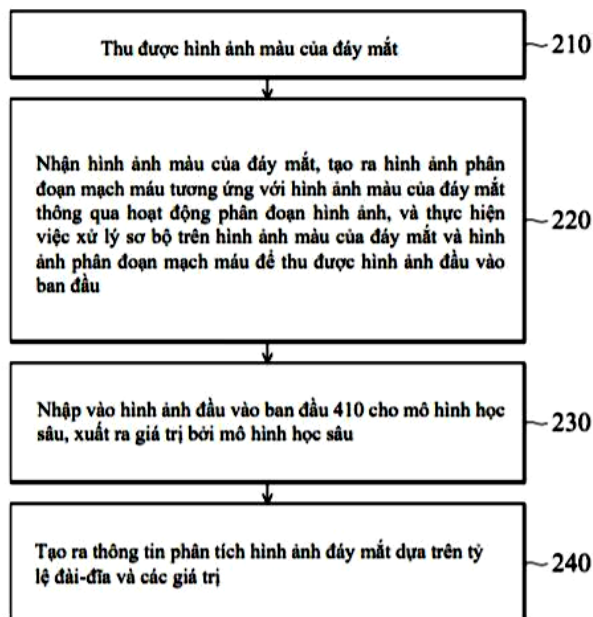 Thu được hình ảnh màu của đáy mắt
210
Nhận hình ảnh màu của đáy mắt, tạo ra hình ảnh phân
đoạn mạch máu tương ứng với hình ảnh màu của đáy mắt
thông qua hoạt động phân đoạn hình ảnh, và thực hiện
việc xử lý sơ bộ trên hình ảnh màu của đáy mắt và hình
ảnh phân đoạn mạch máu để thu được hình ảnh đầu vào
ban đầu
220
Nhập vào hình ảnh đầu vào ban đầu 410 cho mô hình học
sâu, xuất ra giá trị bởi mô hình học sâu
230
Tạo ra thông tin phân tích hình ảnh đáy mắt dựa trên tỷ
lệ đài-đĩa và các giá trị
240